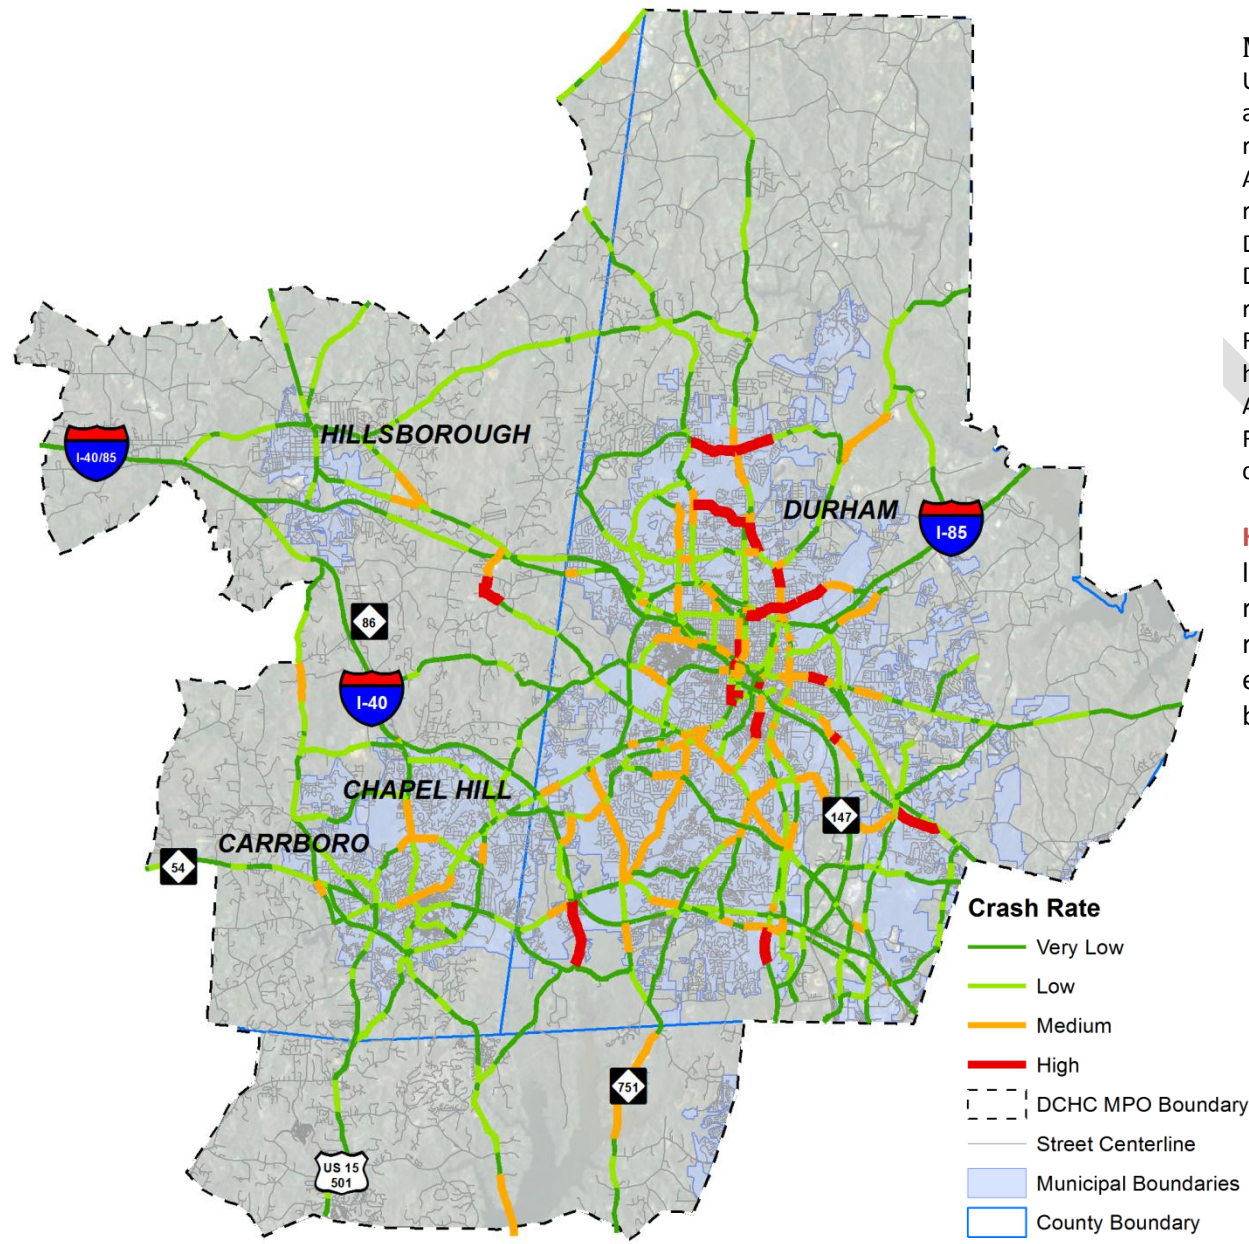 HILLSBOROUGH
I-40/85
DURHAM
I-85
86
I-40
CHAPEL HILL
CARRBORO
147
54
751
US 15
501
Crash Rate
Very Low
Low
Medium
High
DCHC MPO Boundary
Street Centerline
Municipal Boundaries
County Boundary